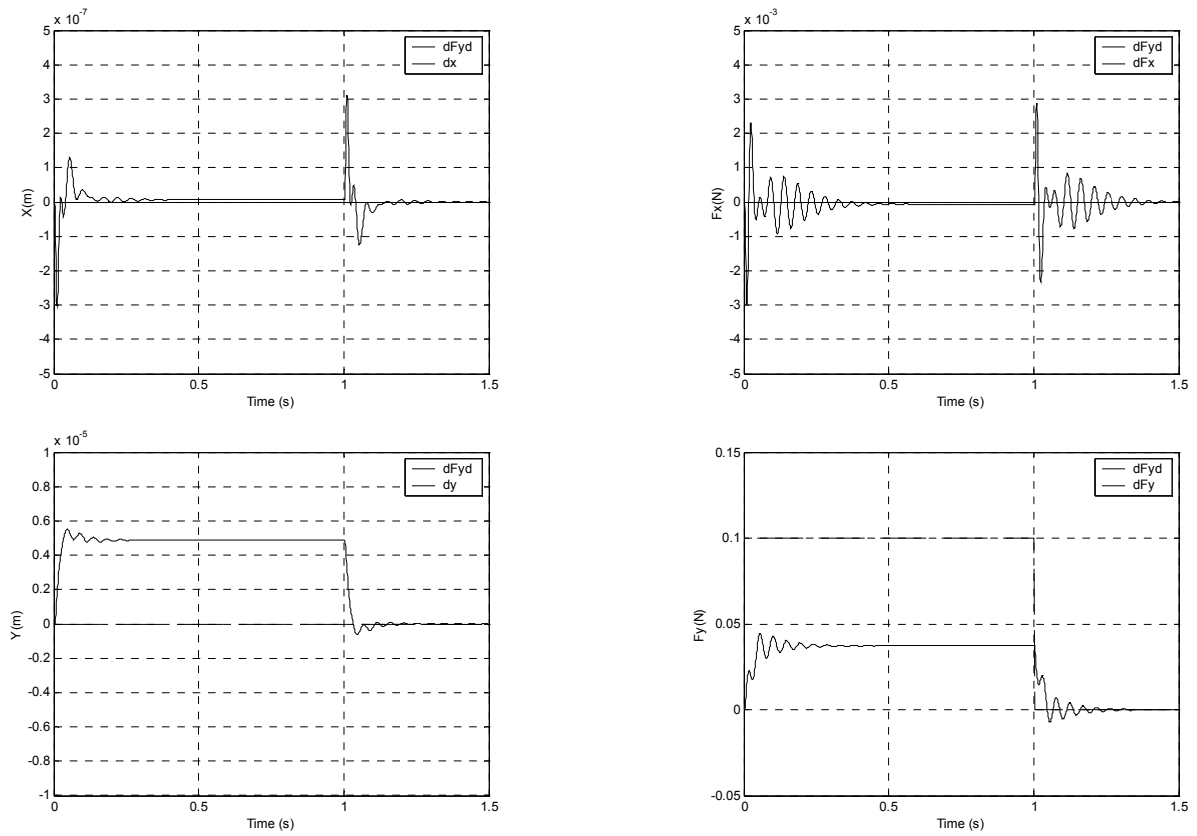 x 10-7
5
4
3
2
1
0
-1
-2
-3
-4
-5
X(m)
0
0.5
1
1.5
Time (s)
dFyd
dx
x 10-3
5
4
3
2
1
0
-1
-2
-3
-4
-5
Fx(N)
0
0.5
1
1.5
Time (s)
dFyd
dFx
x 10-5
1
0.8
0.6
0.4
0.2
0
-0.2
-0.4
-0.6
-0.8
-1
Y(m)
0
0.5
1
1.5
Time (s)
dFyd
dy
0.15
0.1
0.05
0
-0.05
Fy(N)
0
0.5
1
1.5
Time (s)
dFyd
dFy